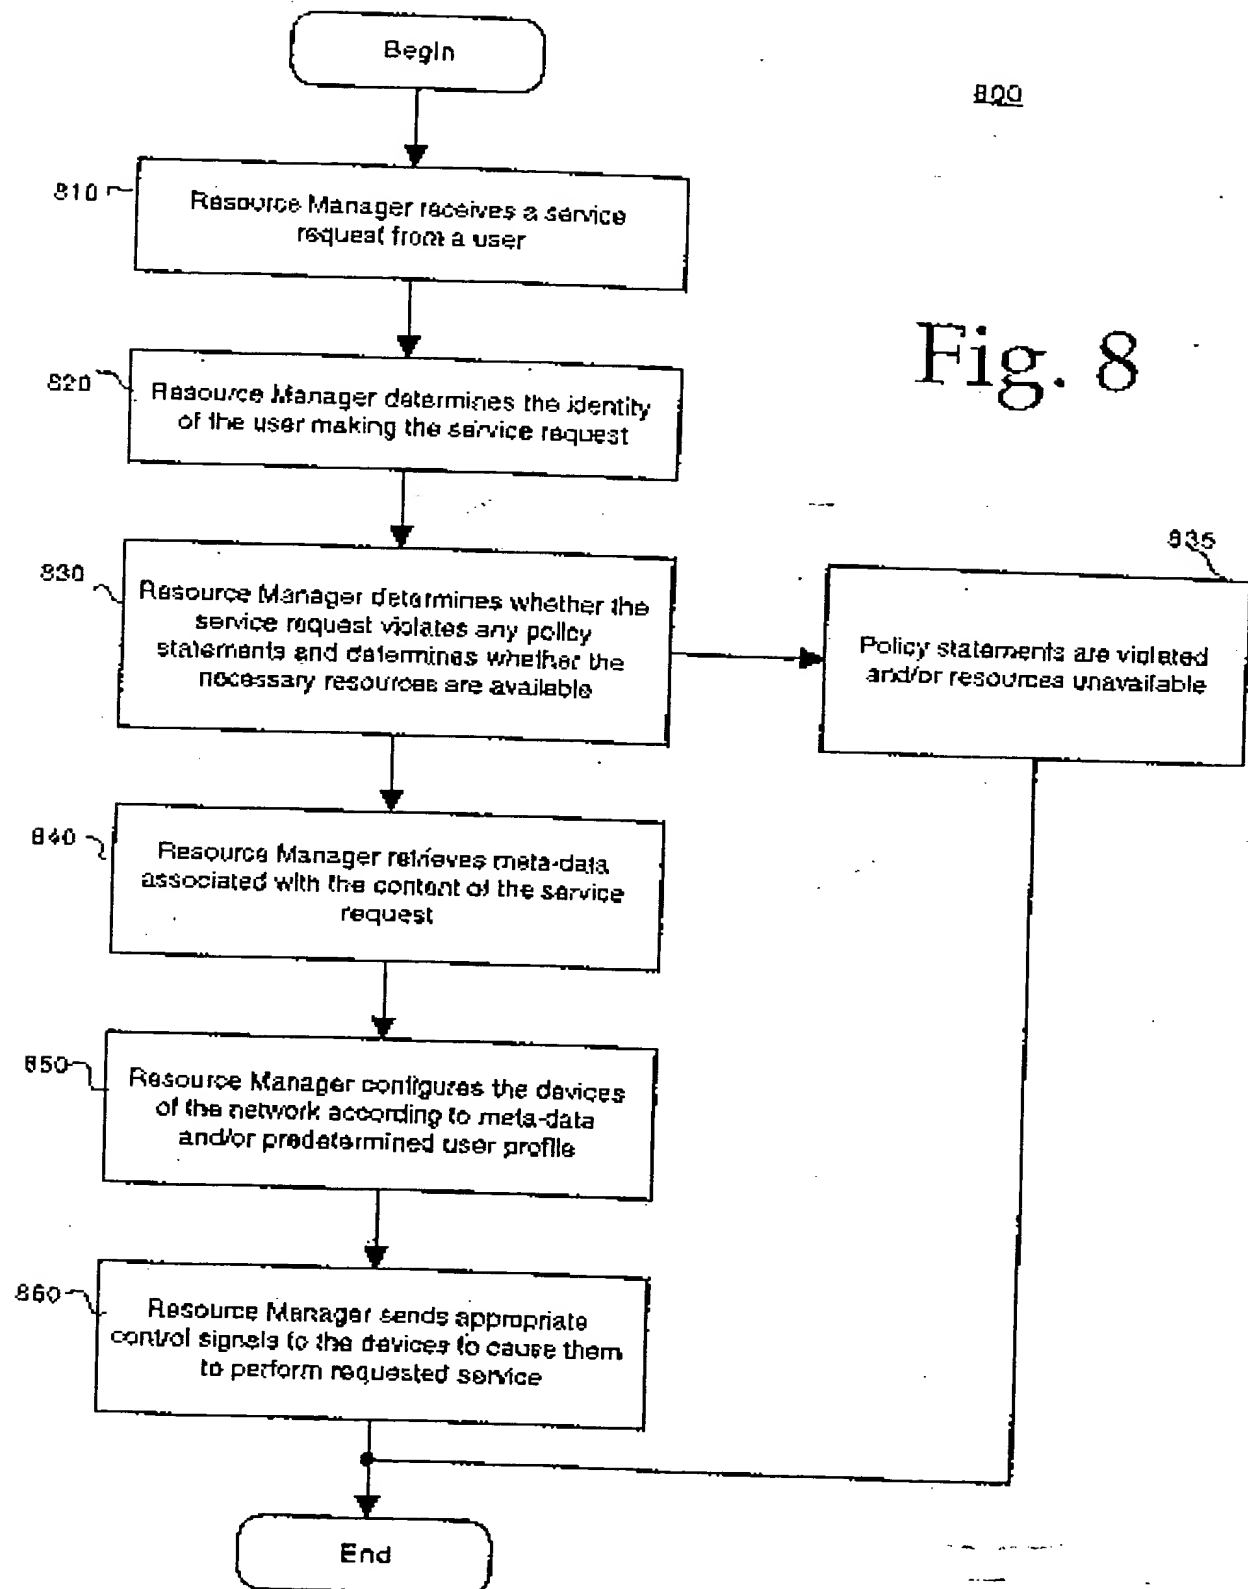 Begin
800
810
Resource Manager receives a service
request from a user
Fig. 8
820
Resource Manager determines the identity
of the user making the service request
830
Resource Manager determines whether the
service request violates any policy
statements and determines whether the
necessary resources are available
835
Policy statements are violated
and/or resources unavailable
840
Resource Manager retrieves meta-data
associated with the content of the service
request
850
Resource Manager configures the devices
of the network according to meta-data
and/or predetermined user profile
860
Resource Manager sends appropriate
control signals to the devices to cause them
to perform requested service
End